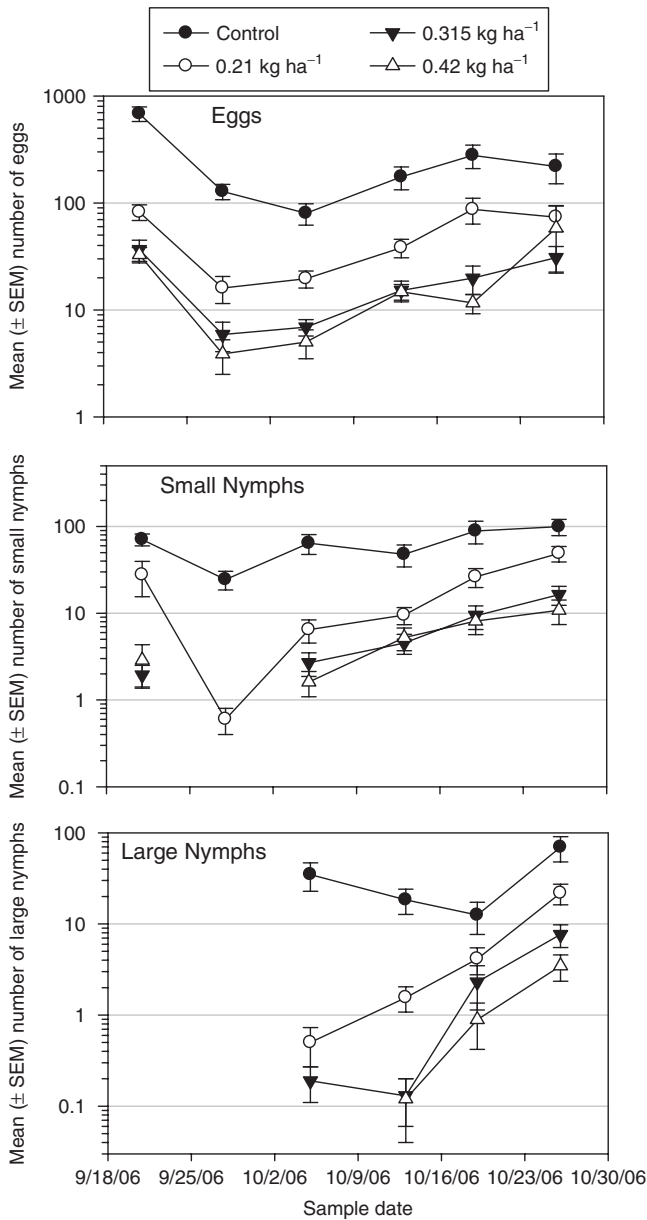 Control
0.315 kg ha⁻¹
0.21 kg ha⁻¹
0.42 kg ha⁻¹
Eggs
Mean (± SEM) number of eggs
1000
100
10
1
Small Nymphs
Mean (± SEM) number of small nymphs
100
10
1
0.1
Large Nymphs
Mean (± SEM) number of large nymphs
100
10
1
0.1
9/18/06 9/25/06 10/2/06 10/9/06 10/16/06 10/23/06 10/30/06
Sample date